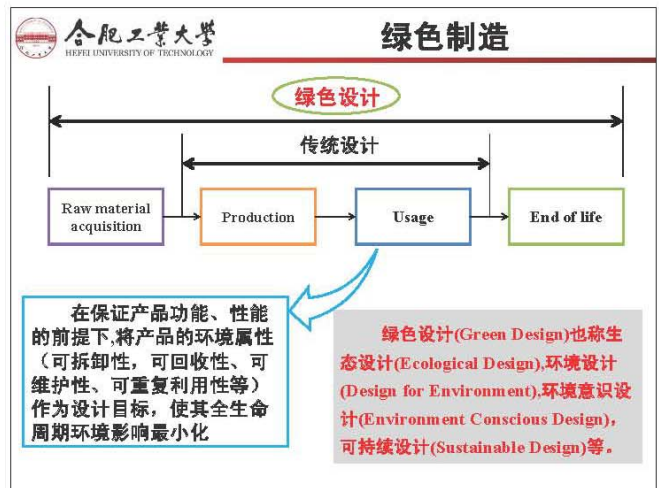 合肥工业大学
HEFEI UNIVERSITY OF TECHNOLOGY
绿色制造
绿色设计
传统设计
Raw material
acquisition
Production
Usage
End of life
在保证产品功能、性能
的前提下,将产品的环境属性
（可拆卸性，可回收性、可
维护性、可重复利用性等）
作为设计目标，使其全生命
周期环境影响最小化
绿色设计(Green Design)也称生
态设计(Ecological Design),环境设计
(Design for Environment),环境意识设
计(Environment Conscious Design)，
可持续设计(Sustainable Design)等。